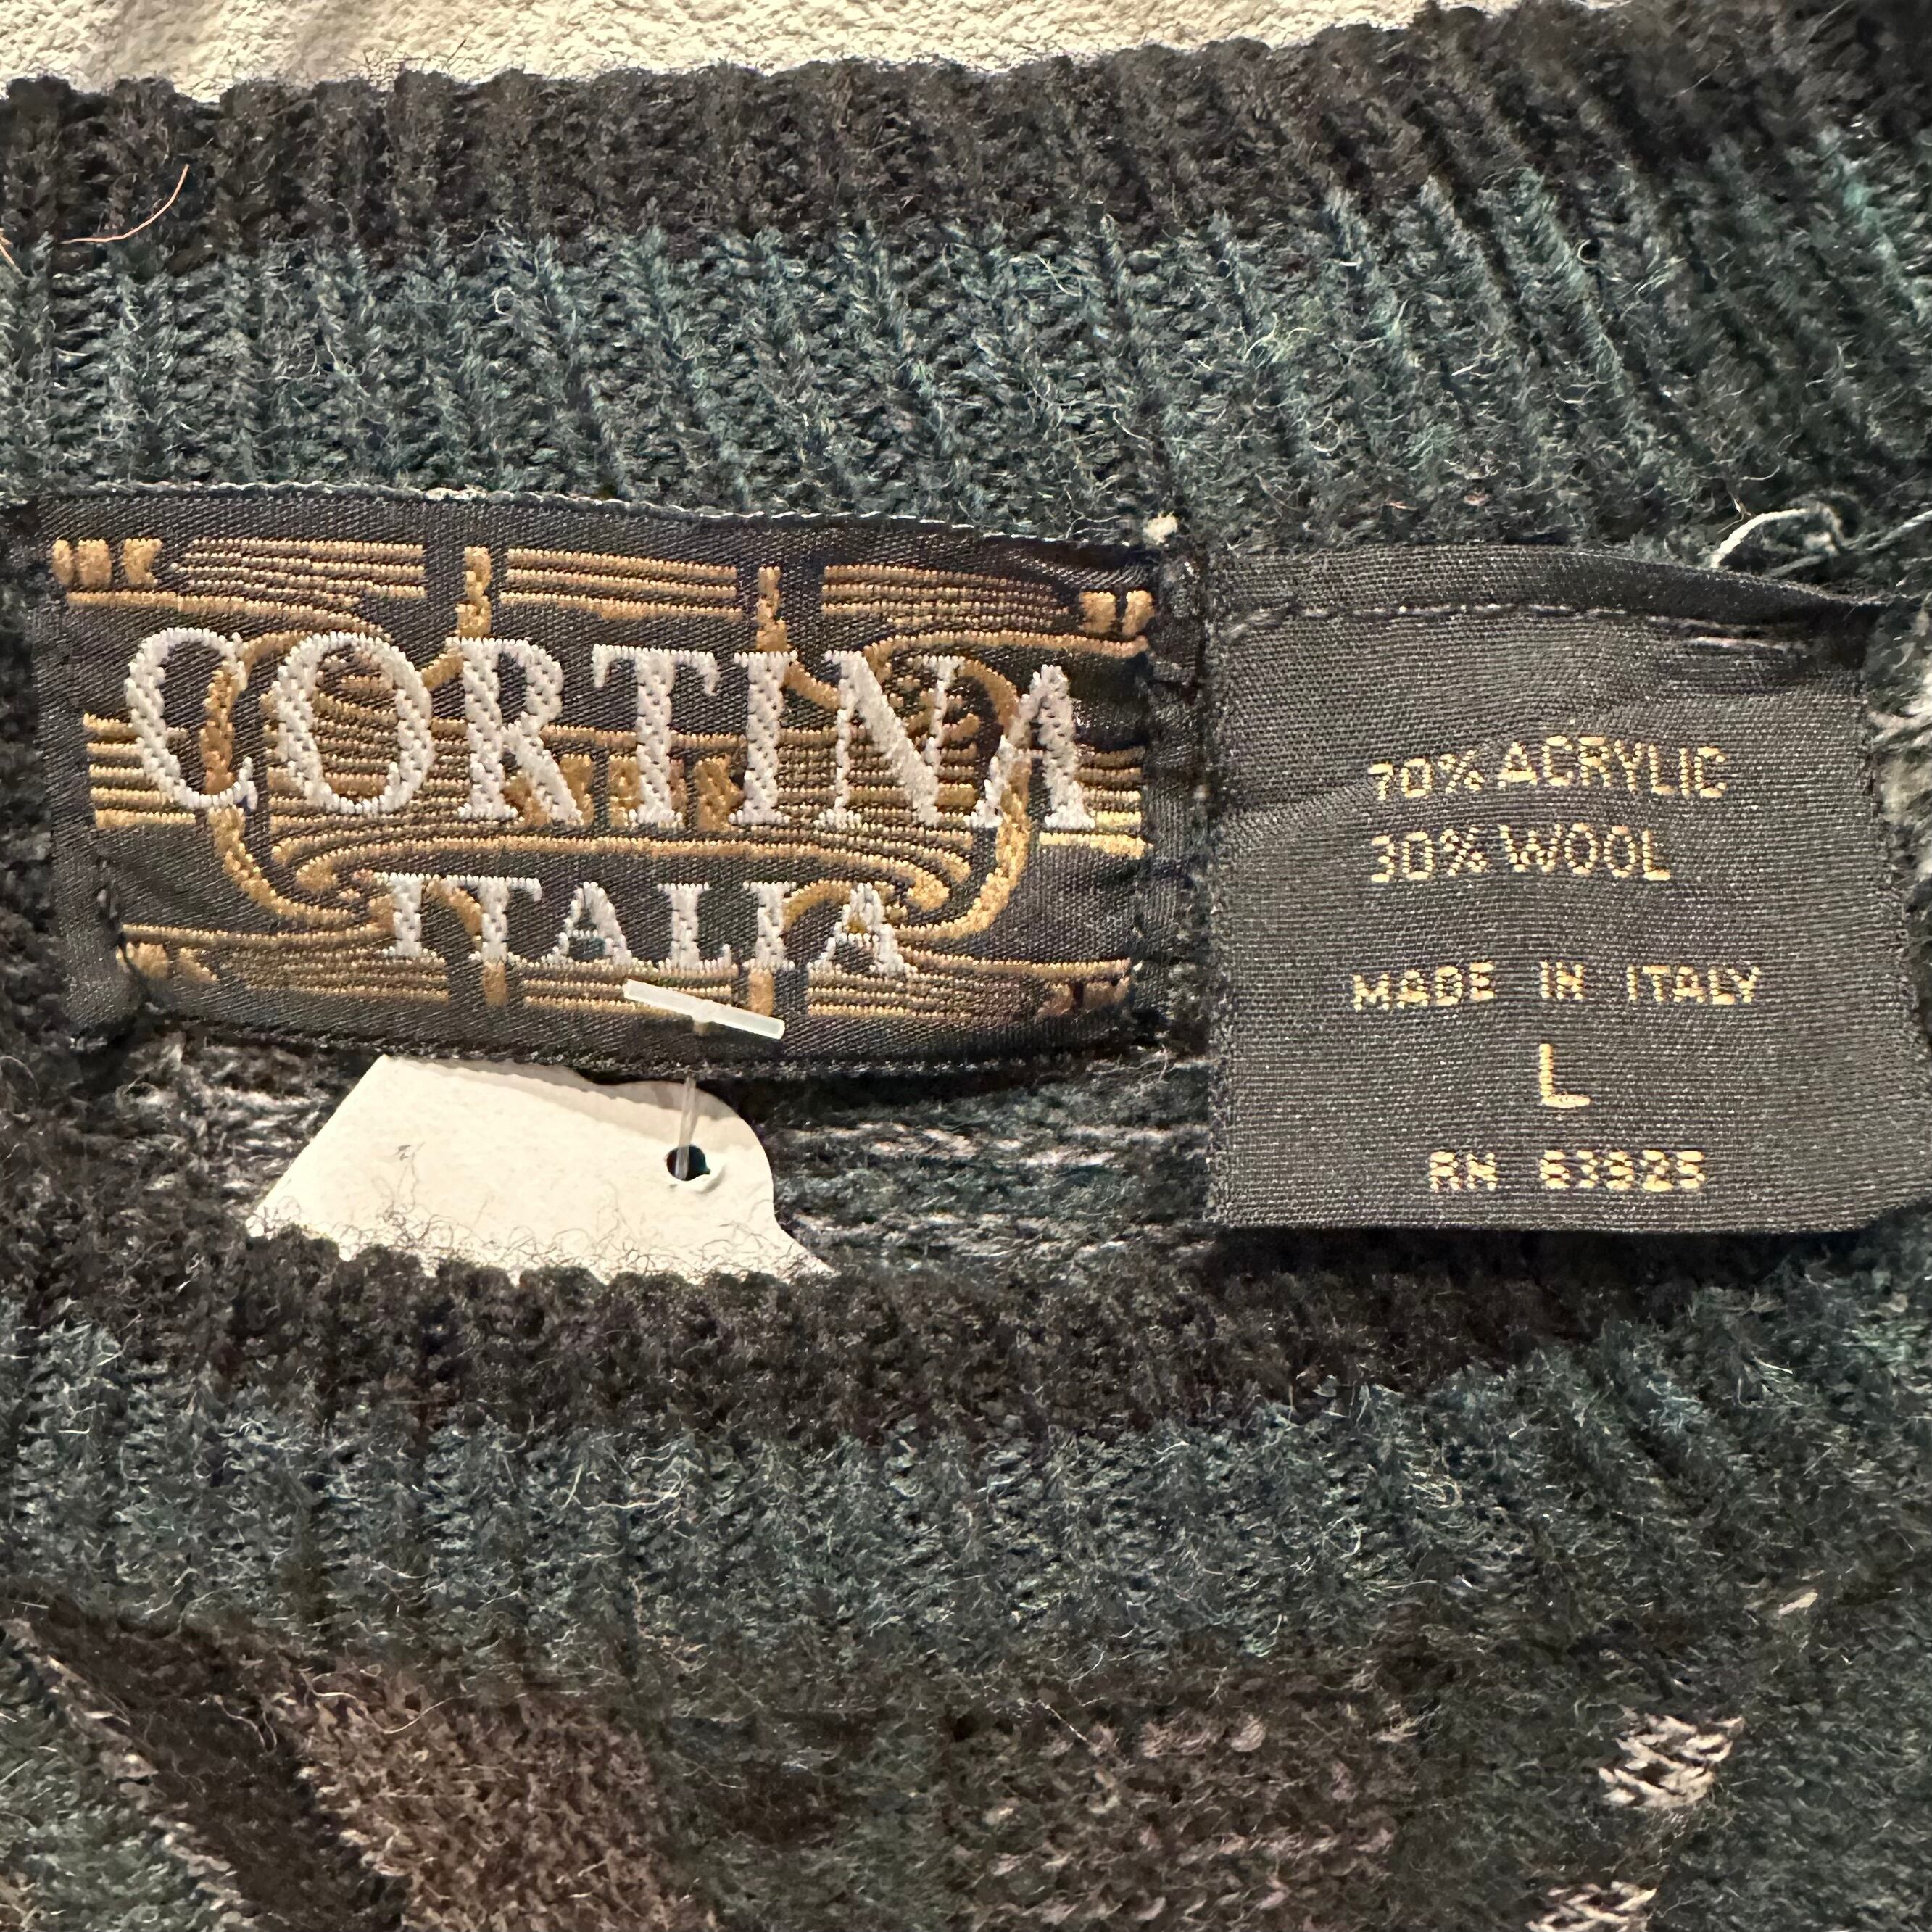 CORTINA
ITALIA
70% ACRYLIC
30% WOOL
MADE IN ITALY
L
RN 63925